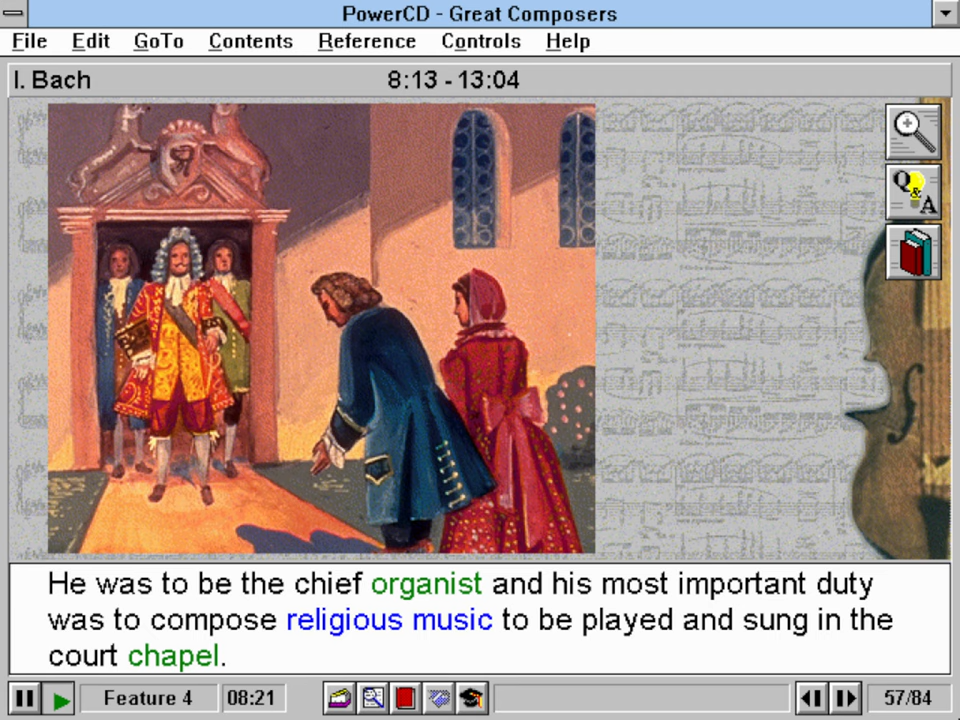 PowerCD - Great Composers
File Edit GoTo Contents Reference Controls Help
I. Bach 8:13 - 13:04
Q & A
He was to be the chief organist and his most important duty
was to compose religious music to be played and sung in the
court chapel.
Feature 4 08:21 57/84